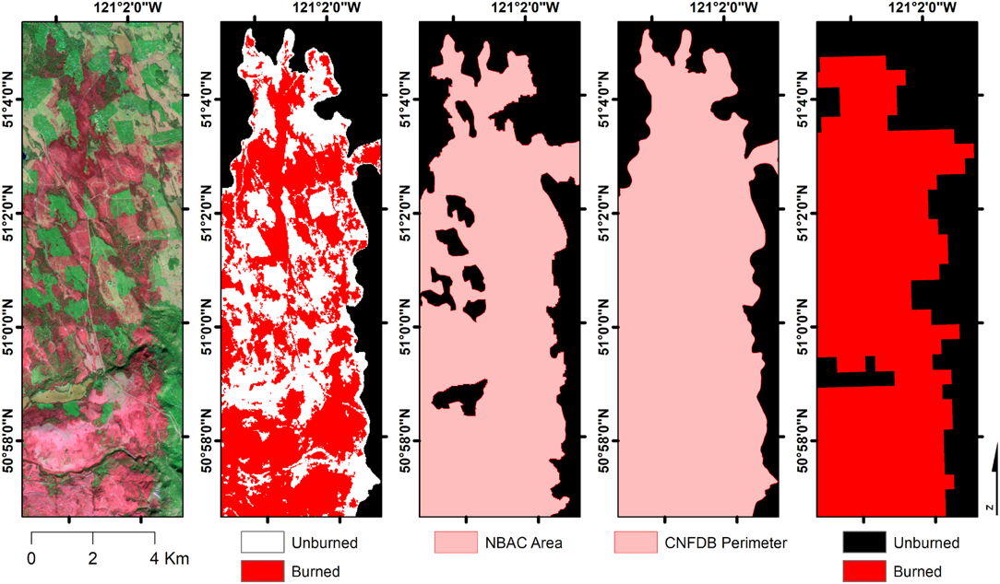 121°2'0"W 121°2'0"W 121°2'0"W 121°2'0"W 121°2'0"W
51°4'0"N 51°4'0"N 51°4'0"N 51°4'0"N 51°4'0"N
51°2'0"N 51°2'0"N 51°2'0"N 51°2'0"N 51°2'0"N
51°0'0"N 51°0'0"N 51°0'0"N 51°0'0"N 51°0'0"N
50°58'0"N 50°58'0"N 50°58'0"N 50°58'0"N 50°58'0"N
N
0 2 4 Km
Unburned
Burned
NBAC Area
CNFDB Perimeter
Unburned
Burned